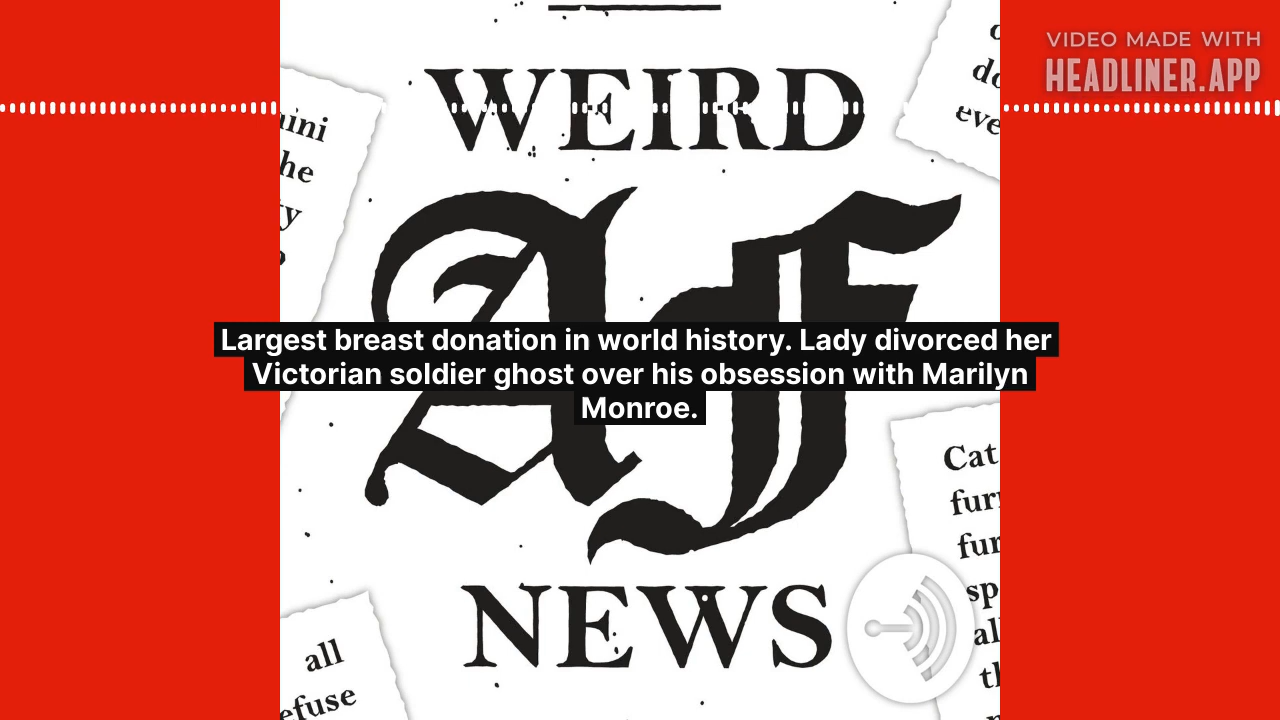 VIDEO MADE WITH
HEADLINER.APP
WEIRD
AF
NEWS
Largest breast donation in world history. Lady divorced her
Victorian soldier ghost over his obsession with Marilyn
Monroe.
Cat
all